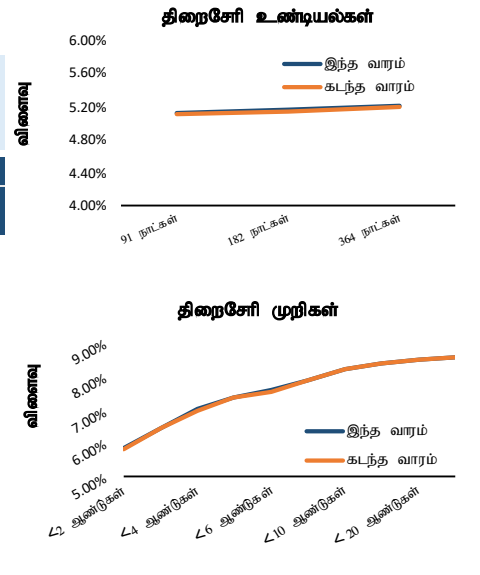 திறைசேரி உண்டியல்கள்
6.00%
5.60%
5.20%
4.80%
4.40%
4.00%
விளைவு
இந்த வாரம்
கடந்த வாரம்
91 நாட்கள்
182 நாட்கள்
364 நாட்கள்
திறைசேரி முறிகள்
9.00%
8.00%
7.00%
6.00%
5.00%
விளைவு
இந்த வாரம்
கடந்த வாரம்
<2 ஆண்டுகள்
<4 ஆண்டுகள்
<6 ஆண்டுகள்
<10 ஆண்டுகள்
<20 ஆண்டுகள்